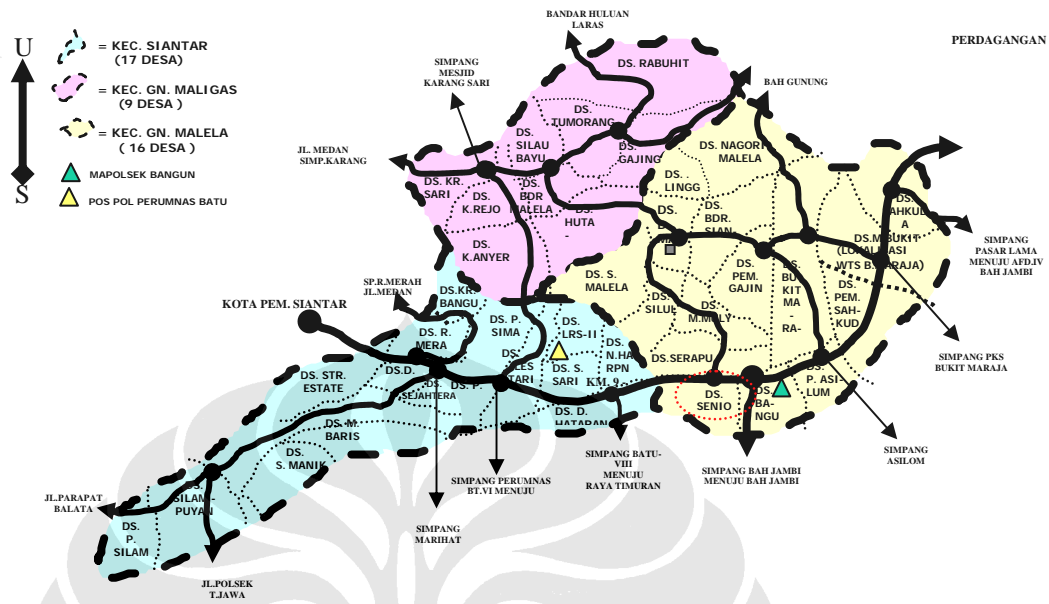 U
S
= KEC. SIANTAR
(17 DESA)
= KEC. GN. MALIGAS
(9 DESA )
= KEC. GN. MALELA
( 16 DESA)
MAPOLSEK BANGUN
POS POL PERUMNAS BATU
BANDAR HULUAN
LARAS
PERDAGANGAN
SIMPANG
MESJID
KARANG SARI
BAH GUNUNG
JL. MEDAN
SIMP.KARANG
DS. RABUHIT
DS.
TUMORANG
DS.
SILAU
BAYU
DS.
GAJING
DS. KR.
SARI
DS.
K.REJO
DS.
BDR
MALELA
DS.
HUTA
-
DS.
K.ANYER
DS. NAGORI
MALELA
DS.
LINGG
DS.
BDR.
SIAN
DS.
DS.M.BUKIT
(LOKALISASI
WTS B.MARAJA)
SIMPANG
PASAR LAMA
MENUJU AFD.IV
BAH JAMBI
DS. S.
MALELA
DS.
PEM.
GAJIN
DS.
BU
KIT
MA
-
RA-
DS.
PEM.
SAH-
KUD
DS.
SILUL
DS.
M.MULY
DS.SERAPU
SP.R.MERAH
JL.MEDAN
KOTA PEM. SIANTAR
DS.KR.
BANGU
DS. R.
MERA
DS. P.
SIMA
DS.
LRS-II
DS.
LES
TARI
DS. S.
SARI
DS.
N.HA
RPN
KM. 9
DS. STR.
ESTATE
DS.D.
DS.
SEJAHTERA
DS. P.
DS. D.
HATARAN
DS.
SENIO
DS.
BA-
NGU
DS.
P. ASI-
LUM
SIMPANG PKS
BUKIT MARAJA
SIMPANG
ASILOM
DS. M.
BARIS
DS.
S. MANIK
DS.
SILAM-
PUYAN
DS.
P.
SILAM
JL.PARAPAT
BALATA
JL.POLSEK
T.JAWA
SIMPANG
MARIHAT
SIMPANG PERUMNAS
BT.VI MENUJU
SIMPANG BATU-
VIII
MENUJU
RAYA TIMURAN
SIMPANG BAH JAMBI
MENUJU BAH JAMBI